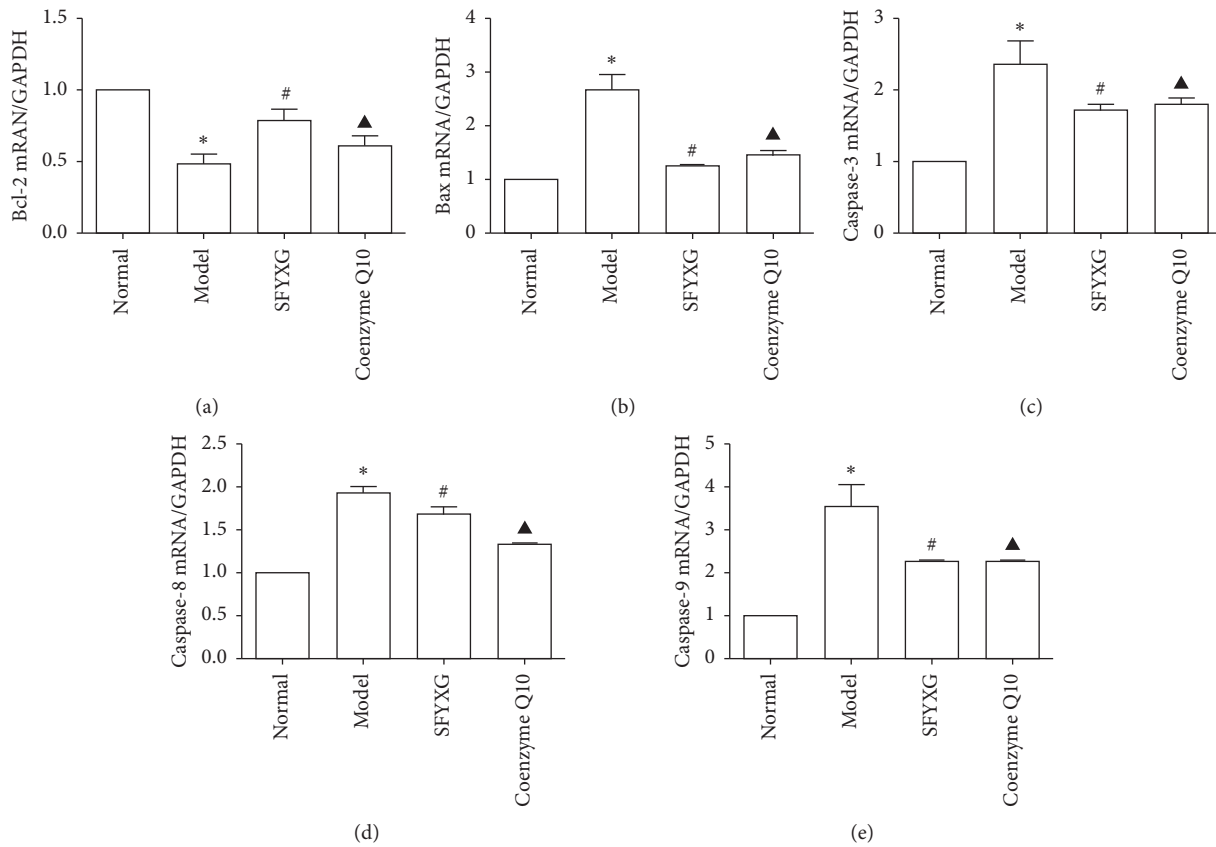 Bcl-2 mRAN/GAPDH
1.5
1.0
0.5
0.0
*
#
▲
Normal
Model
SFYXG
Coenzyme Q10
(a)
Bax mRNA/GAPDH
4
3
2
1
0
*
#
▲
Normal
Model
SFYXG
Coenzyme Q10
(b)
Caspase-3 mRNA/GAPDH
3
2
1
0
*
#
▲
Normal
Model
SFYXG
Coenzyme Q10
(c)
Caspase-8 mRNA/GAPDH
2.5
2.0
1.5
1.0
0.5
0.0
*
#
▲
Normal
Model
SFYXG
Coenzyme Q10
(d)
Caspase-9 mRNA/GAPDH
5
4
3
2
1
0
*
#
▲
Normal
Model
SFYXG
Coenzyme Q10
(e)